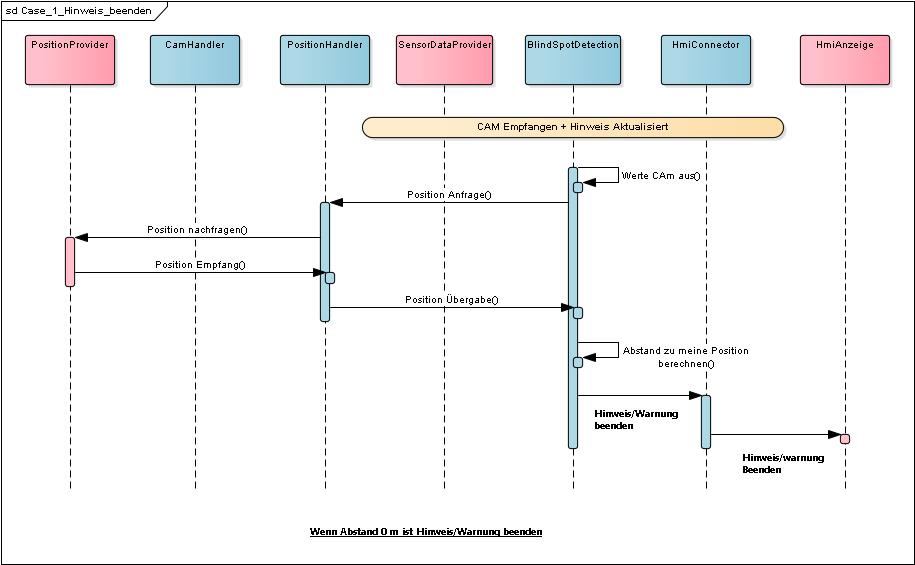 sd Case_1_Hinweis_beenden
PositionProvider
CamHandler
PositionHandler
SensorDataProvider
BlindSpotDetection
HmiConnector
HmiAnzeige
CAM Empfangen + Hinweis Aktualisiert
Werte CAm aus()
Position Anfrage()
Position nachfragen()
Position Empfang()
Position Übergabe()
Abstand zu meine Position
berechnen()
Hinweis/Warnung
beenden
Hinweis/warnung
Beenden
Wenn Abstand 0 m ist Hinweis/Warnung beenden